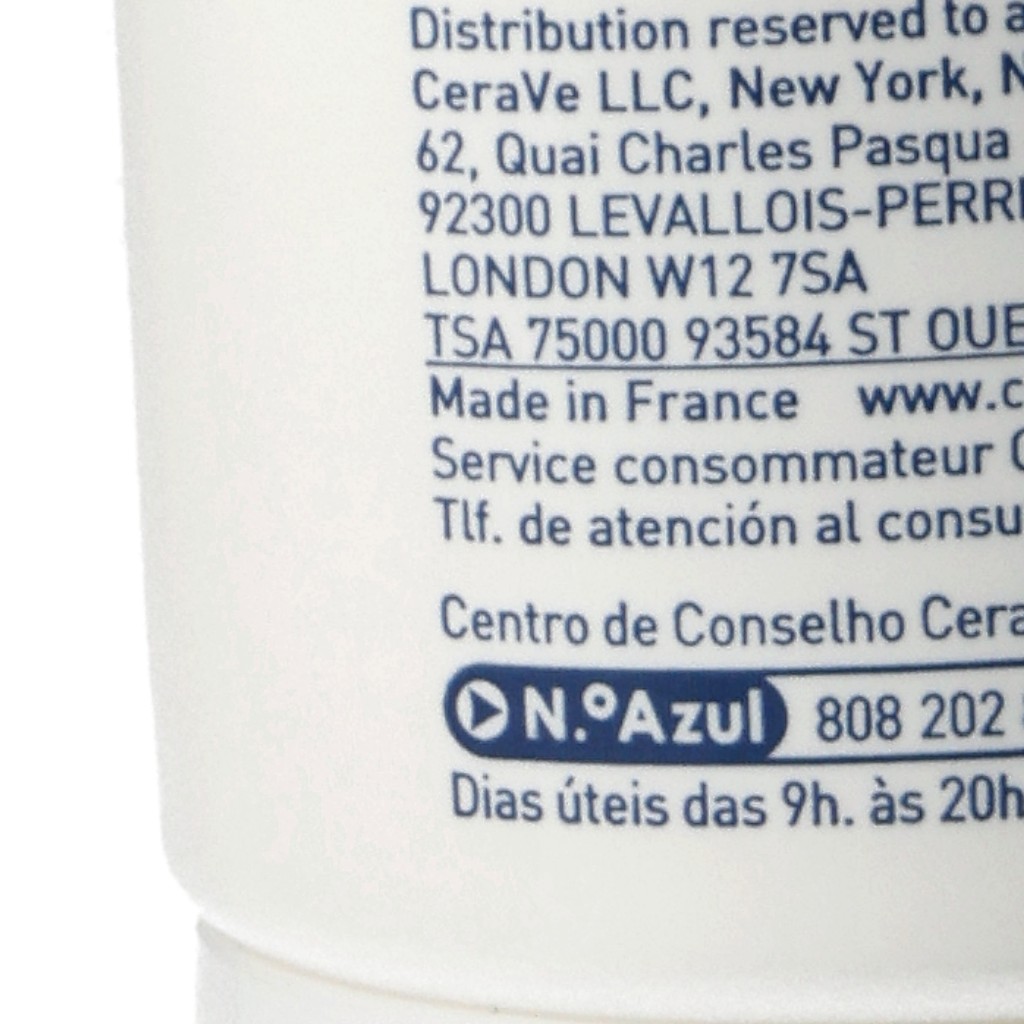 Distribution reserved to a
CeraVe LLC, New York, N
62, Quai Charles Pasqua
92300 LEVALLOIS-PERR
LONDON W12 7SA
TSA 75000 93584 ST OUE
Made in France www.c
Service consommateur C
Tlf. de atención al consu
Centro de Conselho Cera
N.º Azul 808 202
Dias úteis das 9h. às 20h